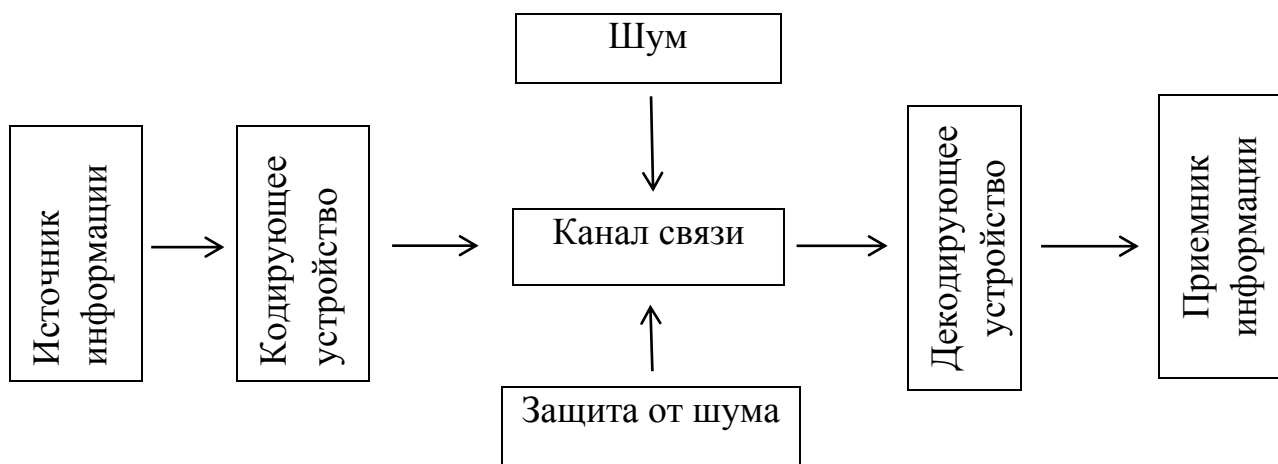 Шум
Источник
информации
Кодирующее
устройство
Канал связи
Декодирующее
устройство
Приемник
информации
Защита от шума